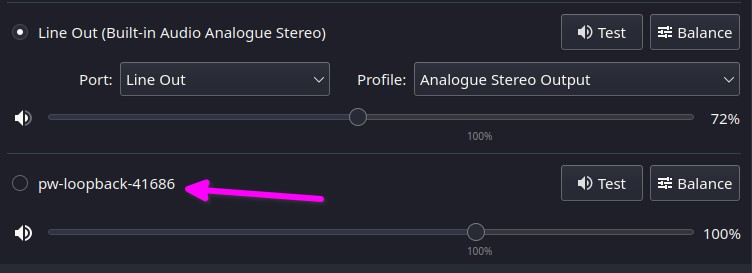 Line Out (Built-in Audio Analogue Stereo)
Test
Balance
Port: Line Out
Profile: Analogue Stereo Output
72%
100%
pw-loopback-41686
Test
Balance
100%
100%